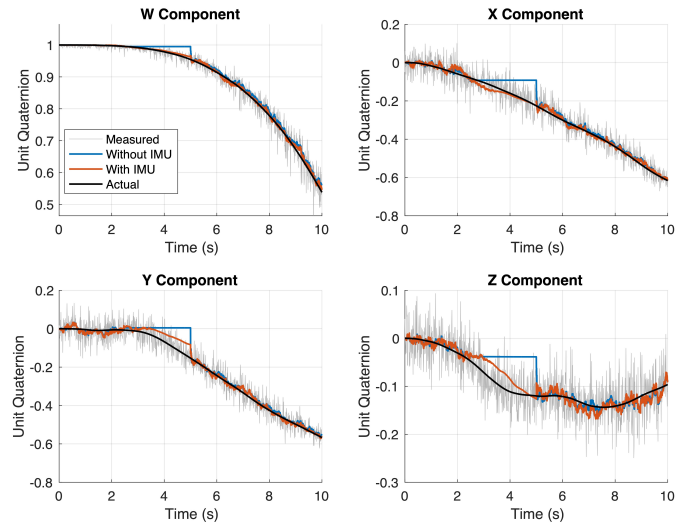 W Component
Unit Quaternion
1
0.9
0.8
0.7
0.6
0.5
Measured
Without IMU
With IMU
Actual
0 2 4 6 8 10
Time (s)
X Component
Unit Quaternion
0.2
0
-0.2
-0.4
-0.6
-0.8
0 2 4 6 8 10
Time (s)
Y Component
Unit Quaternion
0.2
0
-0.2
-0.4
-0.6
-0.8
0 2 4 6 8 10
Time (s)
Z Component
Unit Quaternion
0.1
0
-0.1
-0.2
-0.3
0 2 4 6 8 10
Time (s)